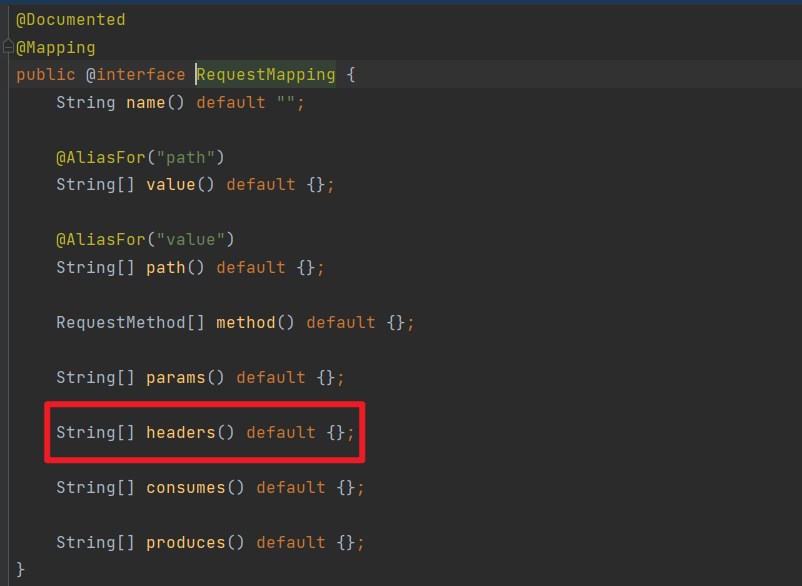 @Documented
@Mapping
public @interface RequestMapping {
String name() default "";
@AliasFor("path")
String[] value() default {};
@AliasFor("value")
String[] path() default {};
RequestMethod[] method() default {};
String[] params() default {};
String[] headers() default {};
String[] consumes() default {};
String[] produces() default {};
}